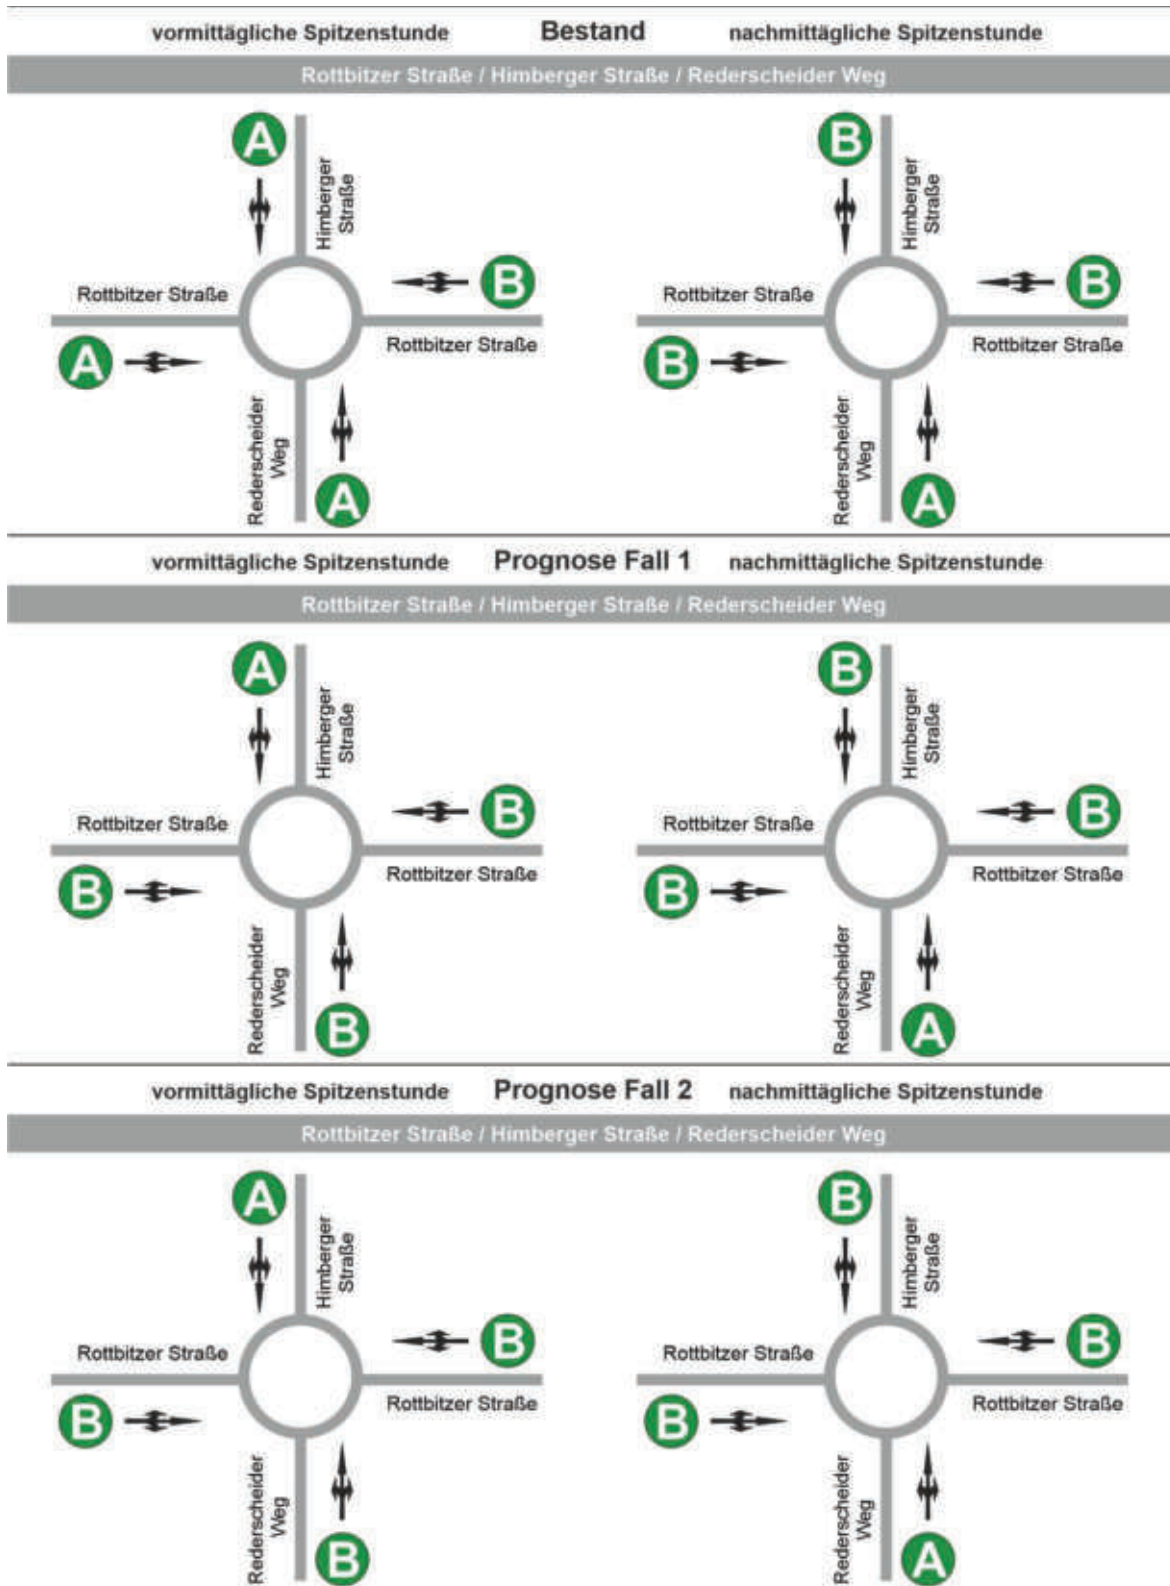 vormittägliche Spitzenstunde Bestand nachmittägliche Spitzenstunde
Rottbitzer Straße / Himberger Straße / Rederscheider Weg
A B
Himberger
Straße
Himberger
Straße
Rottbitzer Straße B Rottbitzer Straße B
A Rottbitzer Straße B Rottbitzer Straße
Rederscheider
Weg
Rederscheider
Weg
A A
vormittägliche Spitzenstunde Prognose Fall 1 nachmittägliche Spitzenstunde
Rottbitzer Straße / Himberger Straße / Rederscheider Weg
A B
Himberger
Straße
Himberger
Straße
Rottbitzer Straße B Rottbitzer Straße B
B Rottbitzer Straße B Rottbitzer Straße
Rederscheider
Weg
Rederscheider
Weg
B A
vormittägliche Spitzenstunde Prognose Fall 2 nachmittägliche Spitzenstunde
Rottbitzer Straße / Himberger Straße / Rederscheider Weg
A B
Himberger
Straße
Himberger
Straße
Rottbitzer Straße B Rottbitzer Straße B
B Rottbitzer Straße B Rottbitzer Straße
Rederscheider
Weg
Rederscheider
Weg
B A